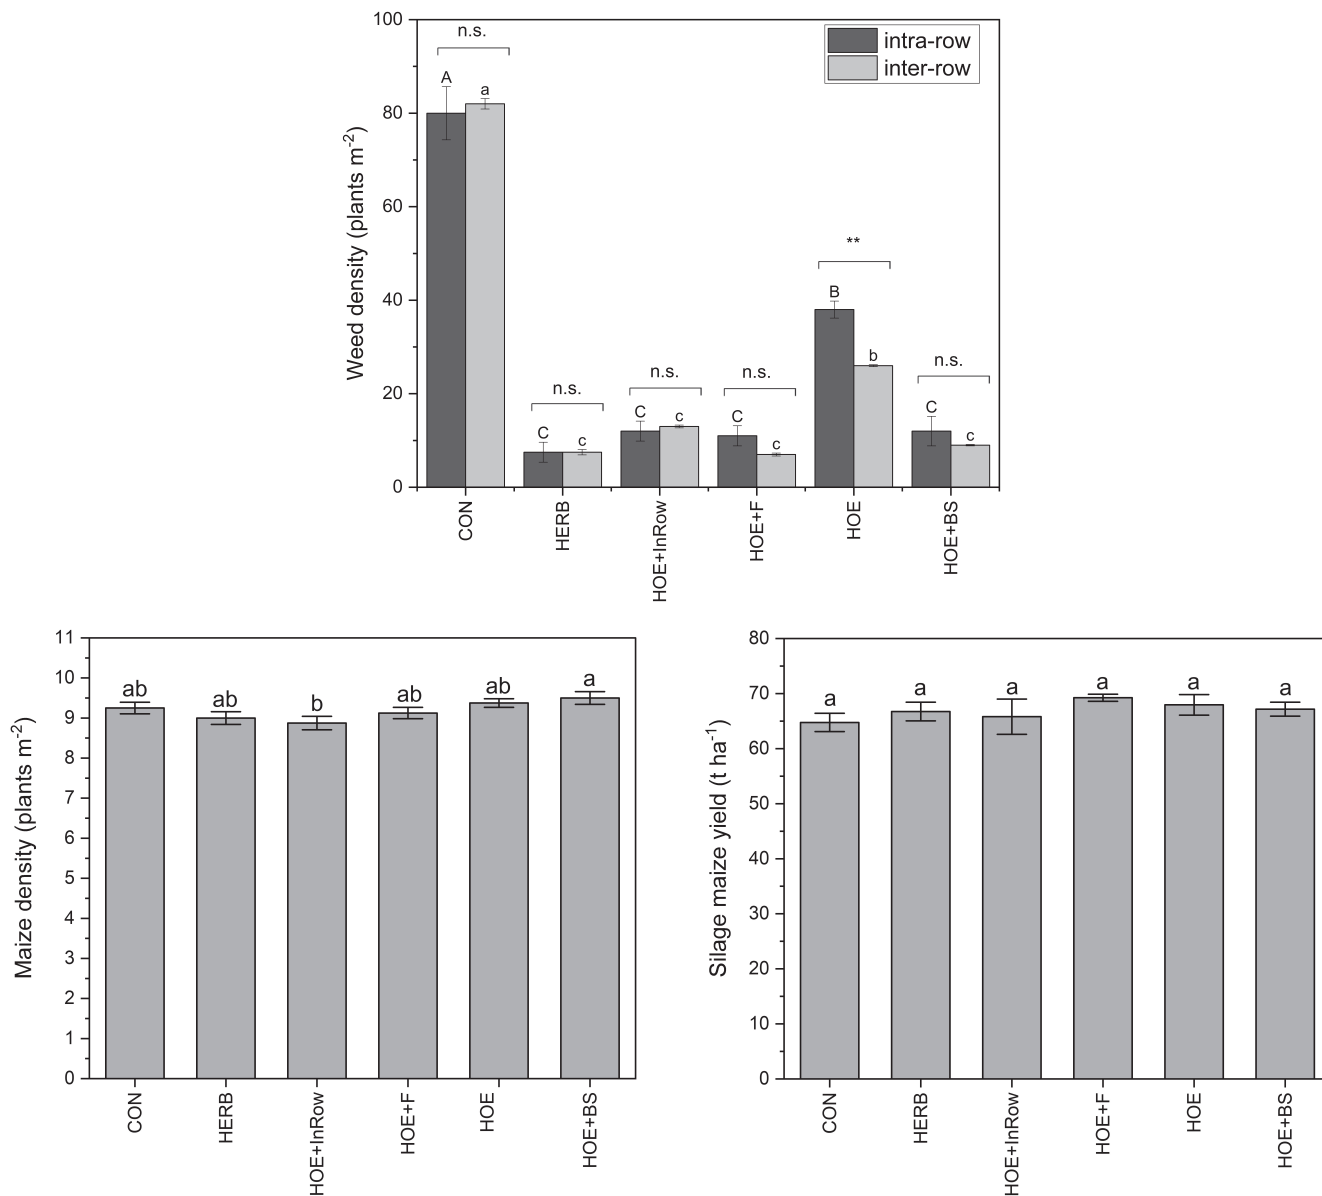 100
80
60
40
20
0
Weed density (plants m-2)
intra-row
inter-row
n.s.
A
a
n.s.
C
c
n.s.
C
c
n.s.
C
c
**
B
b
n.s.
C
c
CON
HERB
HOE+InRow
HOE+F
HOE
HOE+BS
11
10
9
8
7
6
5
4
3
2
1
0
Maize density (plants m-2)
ab
ab
b
ab
ab
a
CON
HERB
HOE+InRow
HOE+F
HOE
HOE+BS
80
70
60
50
40
30
20
10
0
Silage maize yield (t ha-1)
a
a
a
a
a
a
CON
HERB
HOE+InRow
HOE+F
HOE
HOE+BS